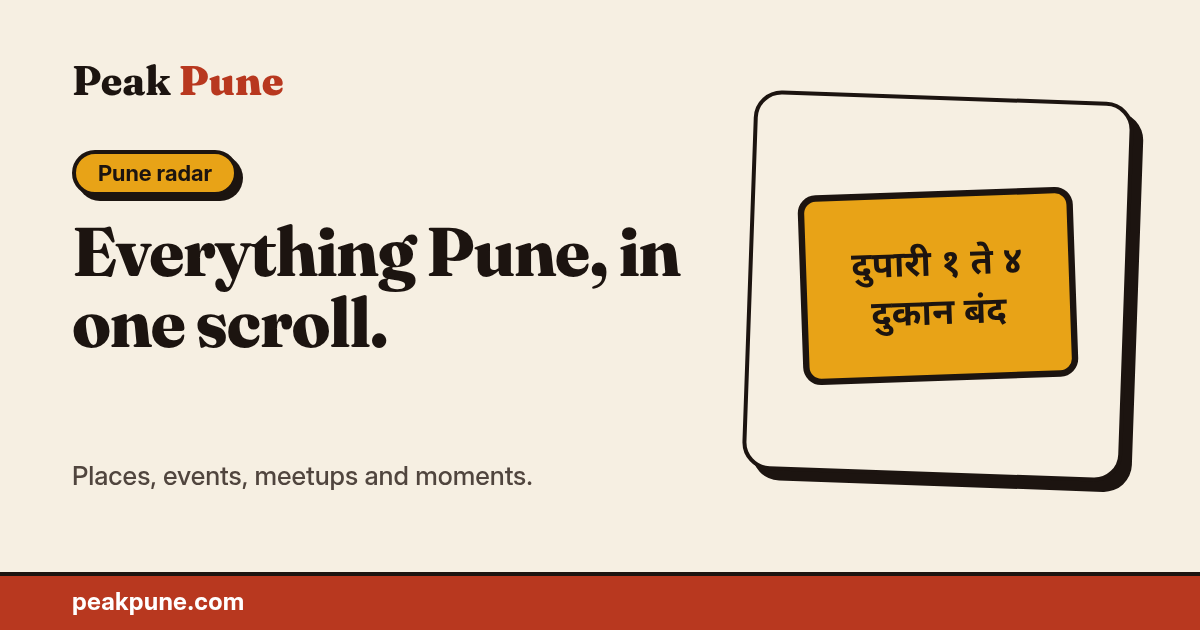 Peak Pune
Pune radar
Everything Pune, in
one scroll.
Places, events, meetups and moments.
दुपारी १ ते ४
दुकान बंद
peakpune.com